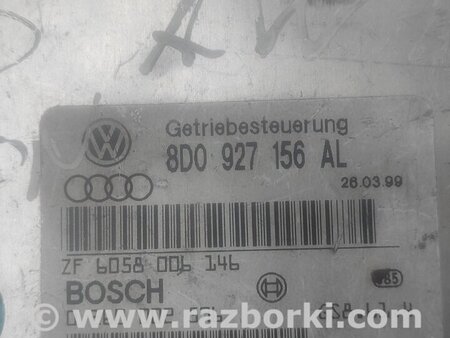 Getriebesteuerung
8D0 927 156 AL
26.03.99
ZF 6058 006 146
BOSCH
www.razborki.com